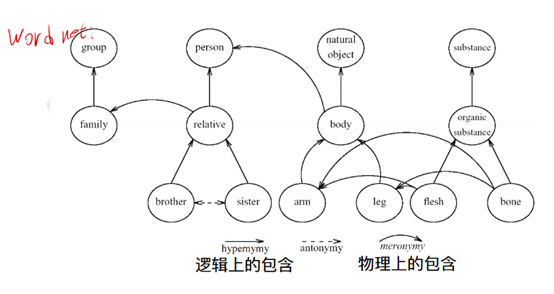 Word net:
group
person
natural
object
substance
family
relative
body
organic
substance
brother
sister
arm
leg
flesh
bone
hypernymy
antonymy
meronymy
逻辑上的包含
物理上的包含